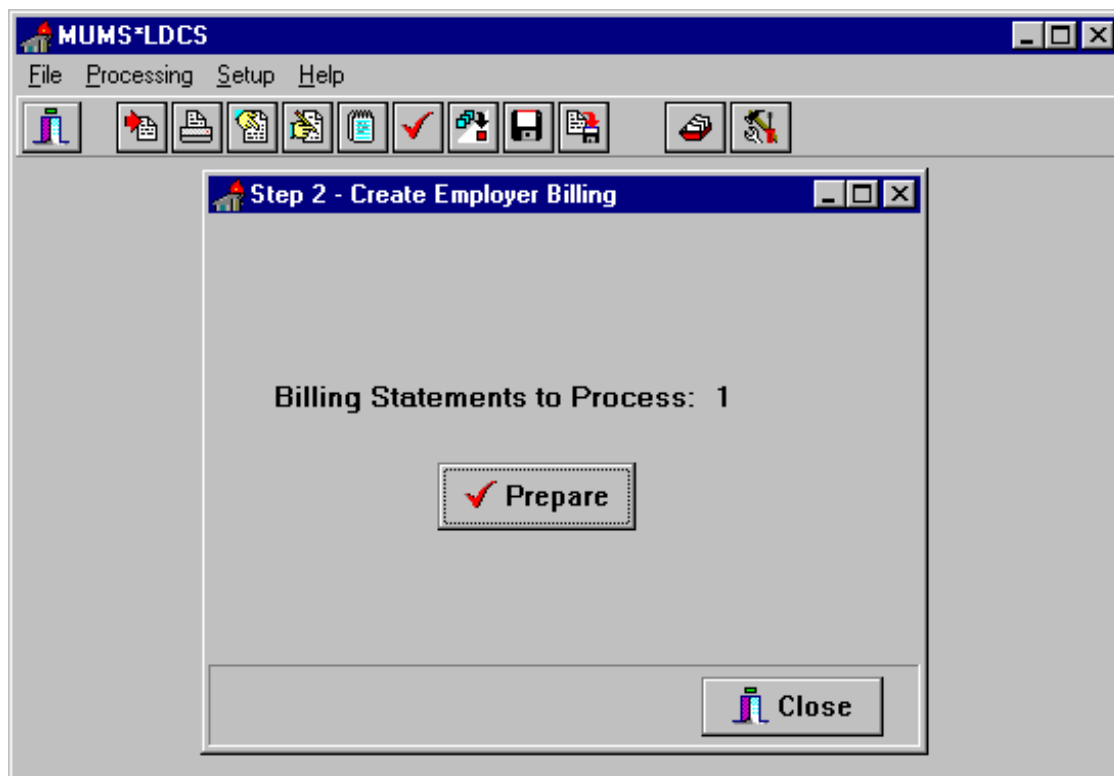 MUMS*LDCS
File Processing Setup Help
Step 2 - Create Employer Billing
Billing Statements to Process: 1
Prepare
Close